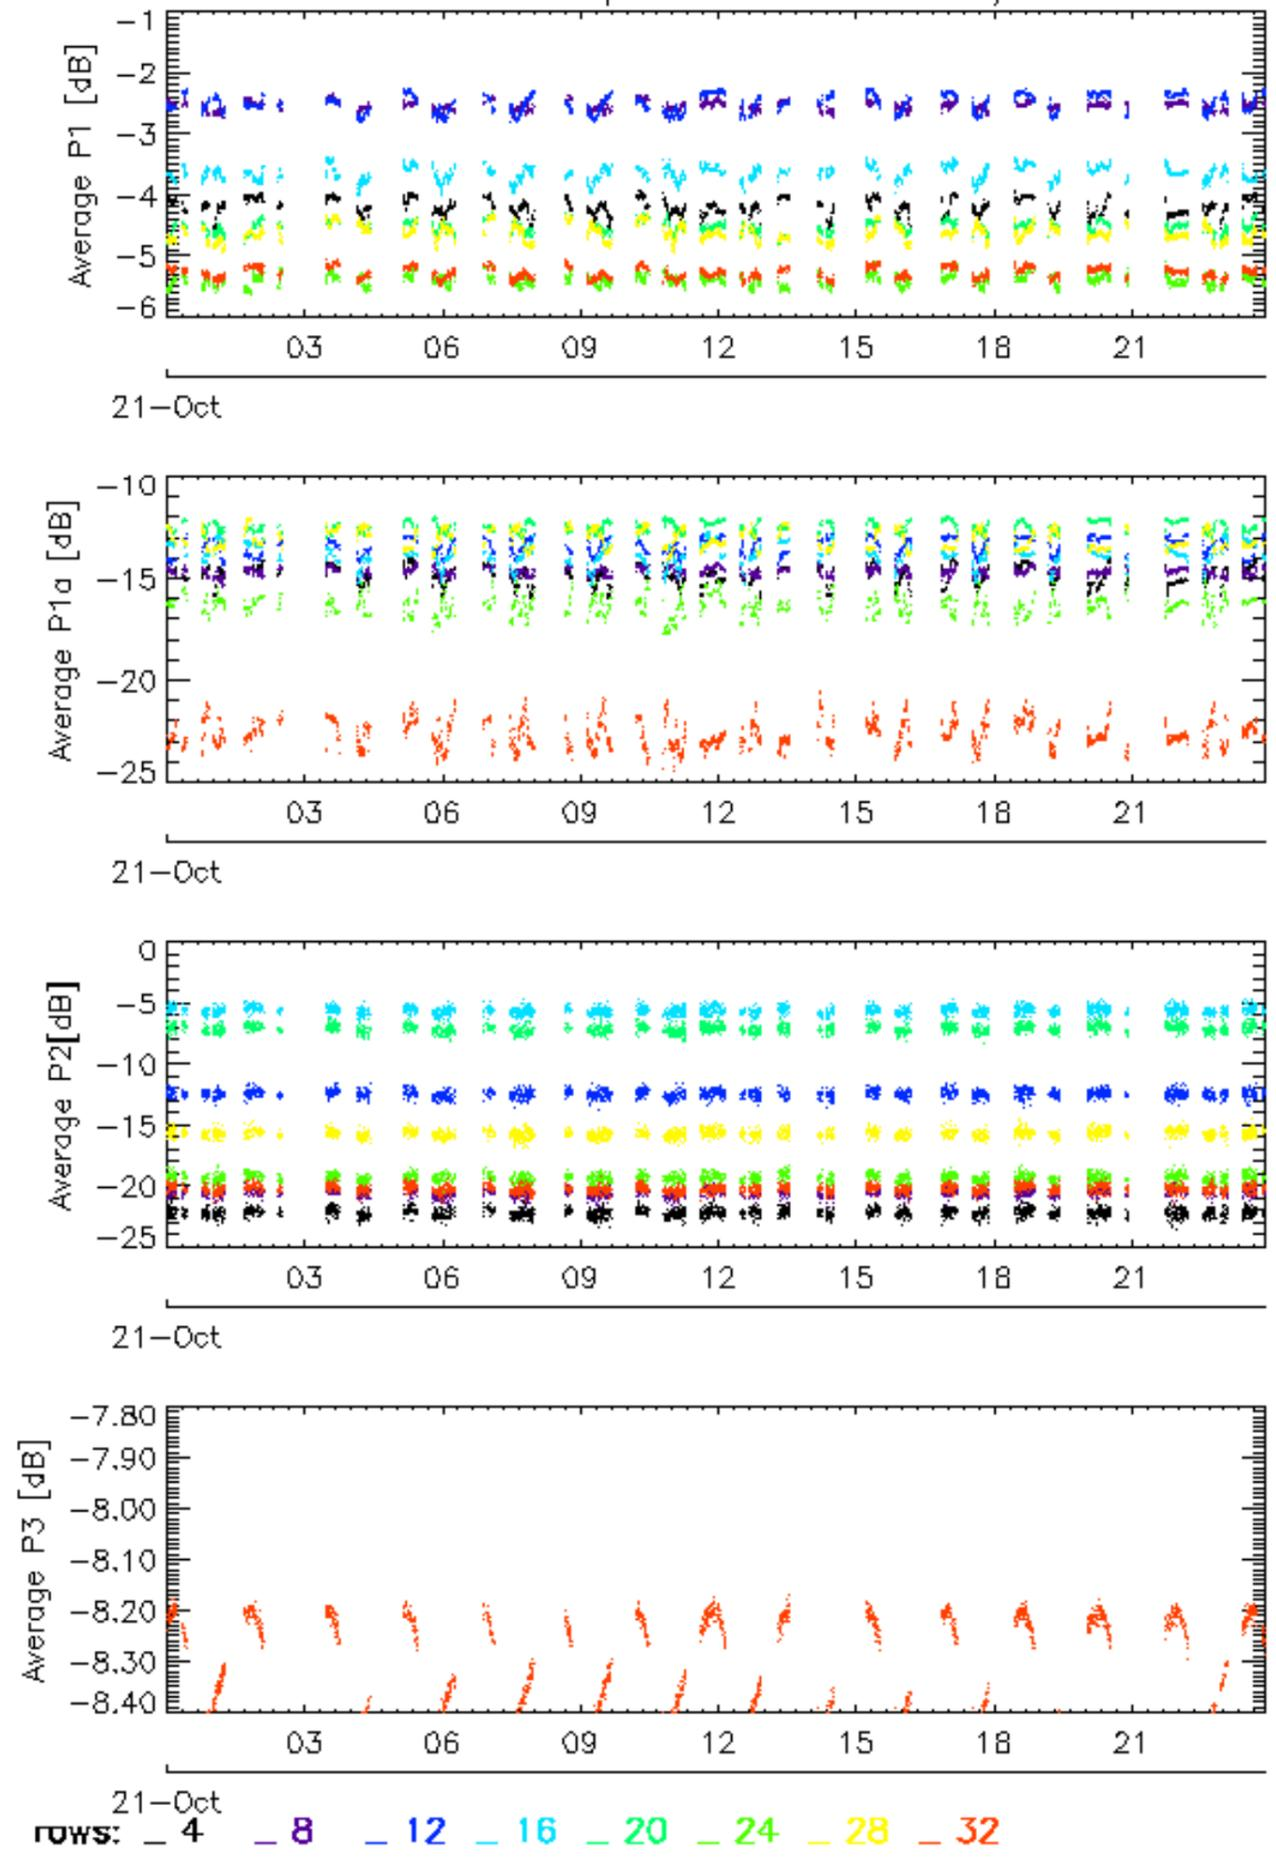 Average P1 [dB]
−1
−2
−3
−4
−5
−6
03 06 09 12 15 18 21
21−Oct
Average P1a [dB]
−10
−15
−20
−25
03 06 09 12 15 18 21
21−Oct
Average P2[dB]
0
−5
−10
−15
−20
−25
03 06 09 12 15 18 21
21−Oct
Average P3 [dB]
−7.80
−7.90
−8.00
−8.10
−8.20
−8.30
−8.40
03 06 09 12 15 18 21
21−Oct
rows: _ 4 _ 8 _ 12 _ 16 _ 20 _ 24 _ 28 _ 32